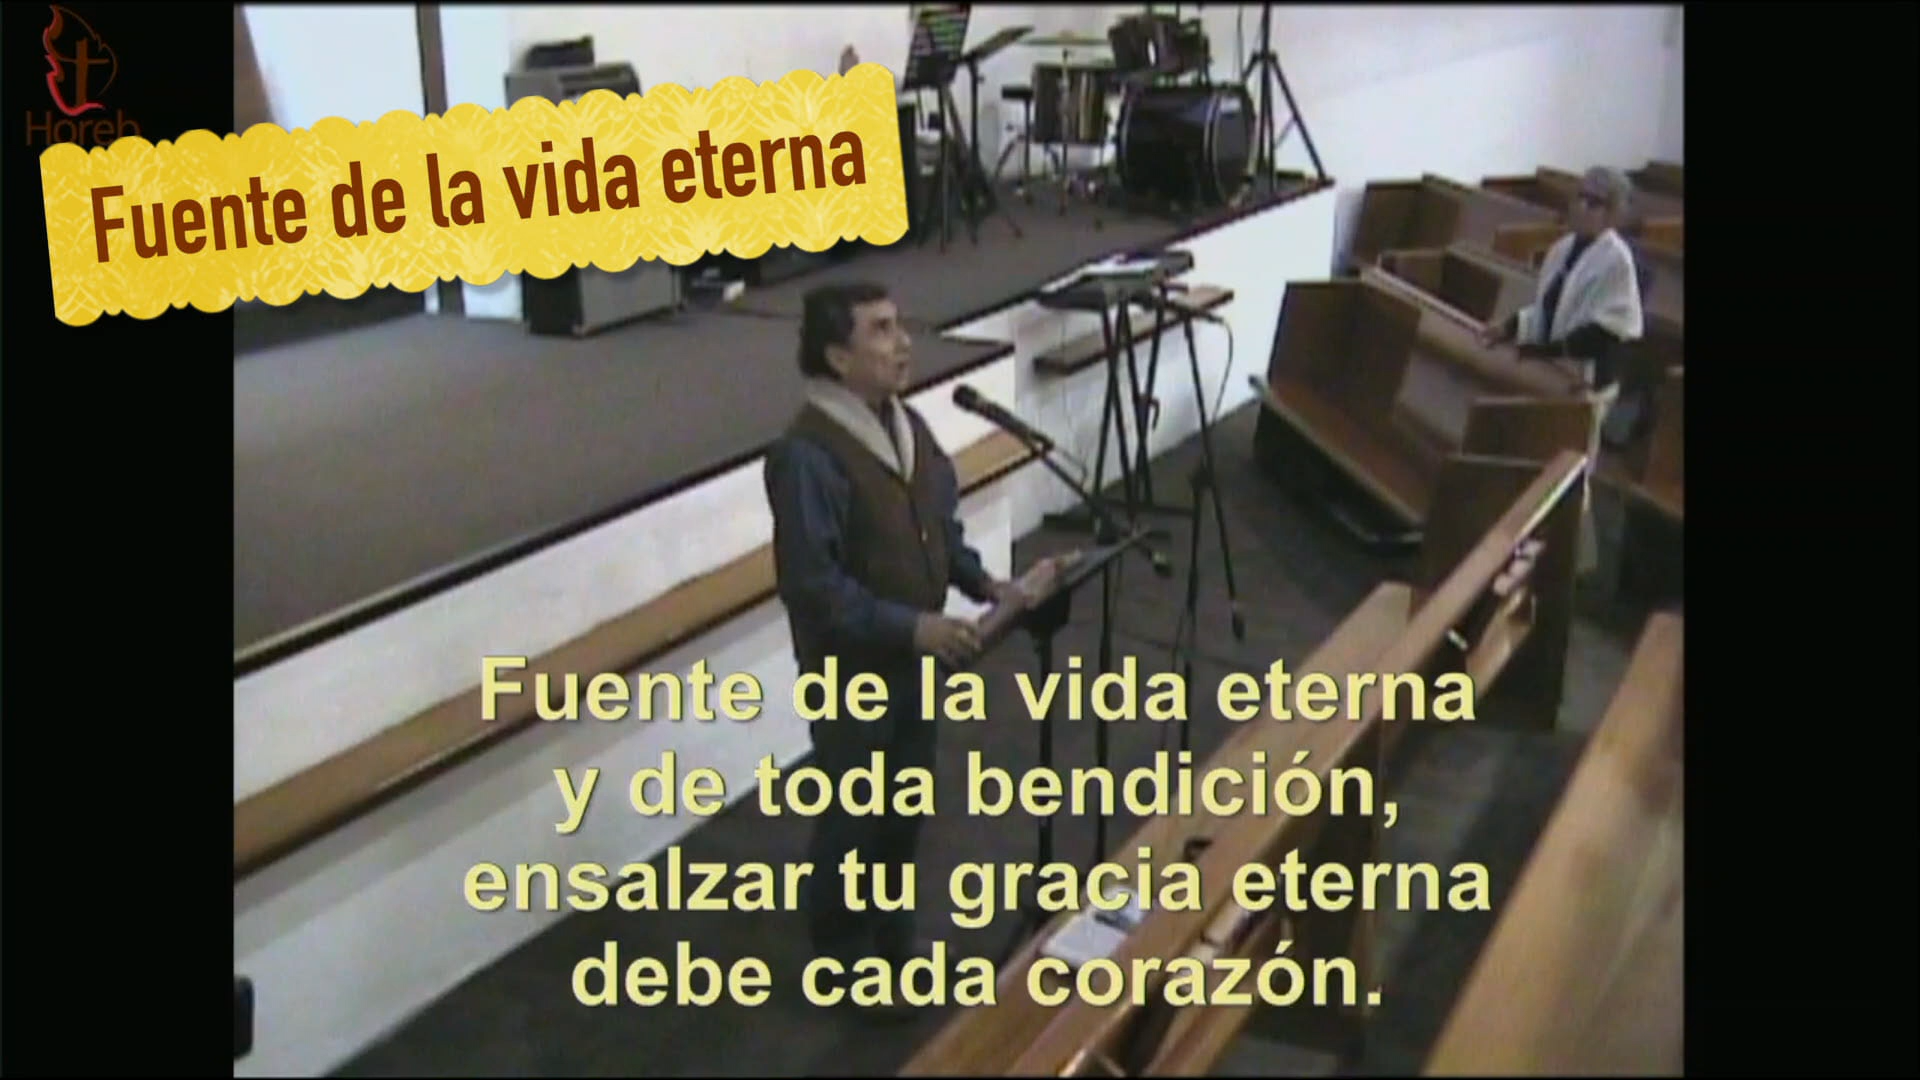 Horeb
Fuente de la vida eterna
Fuente de la vida eterna
y de toda bendición,
ensalzar tu gracia eterna
debe cada corazón.